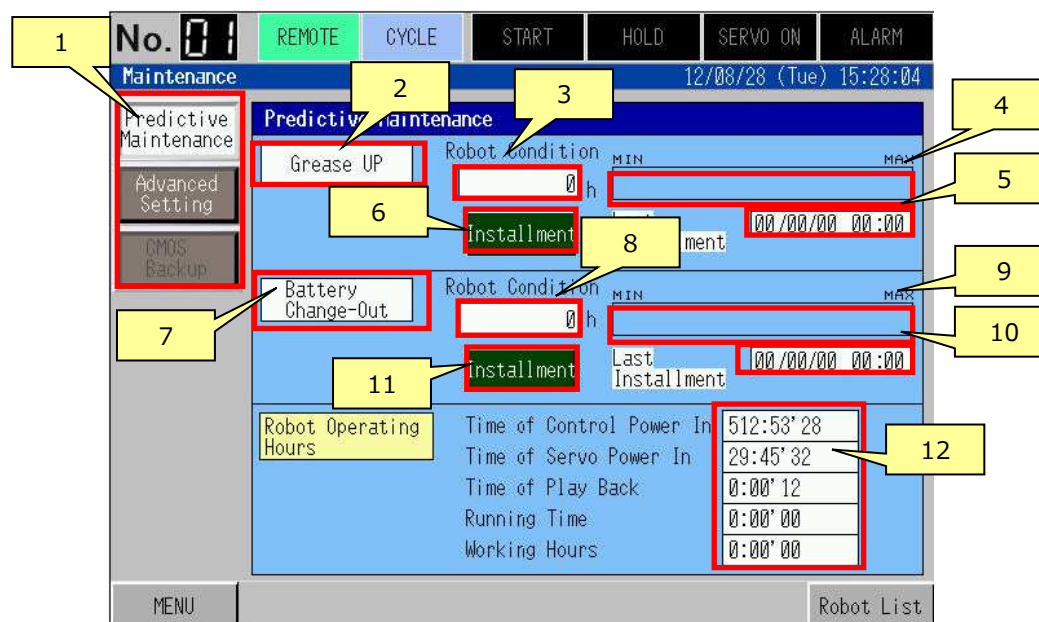 No. 01 REMOTE CYCLE START HOLD SERVO ON ALARM
1
Maintenance 12/08/28 (Tue) 15:28:04
2
3
4
Predictive Maintenance
Predictive
Maintenance
Advanced
Setting
CMOS
Backup
Grease UP
Robot Condition
MIN MAX
0 h
5
6
Installment
8
ment
00/00/00 00:00
7
Battery
Change-Out
Robot Condition
MIN MAX
9
0 h
10
11
Installment
Last
Installment
00/00/00 00:00
Robot Operating
Hours
Time of Control Power In 512:53'28
Time of Servo Power In 29:45'32
12
Time of Play Back 0:00'12
Running Time 0:00'00
Working Hours 0:00'00
MENU Robot List